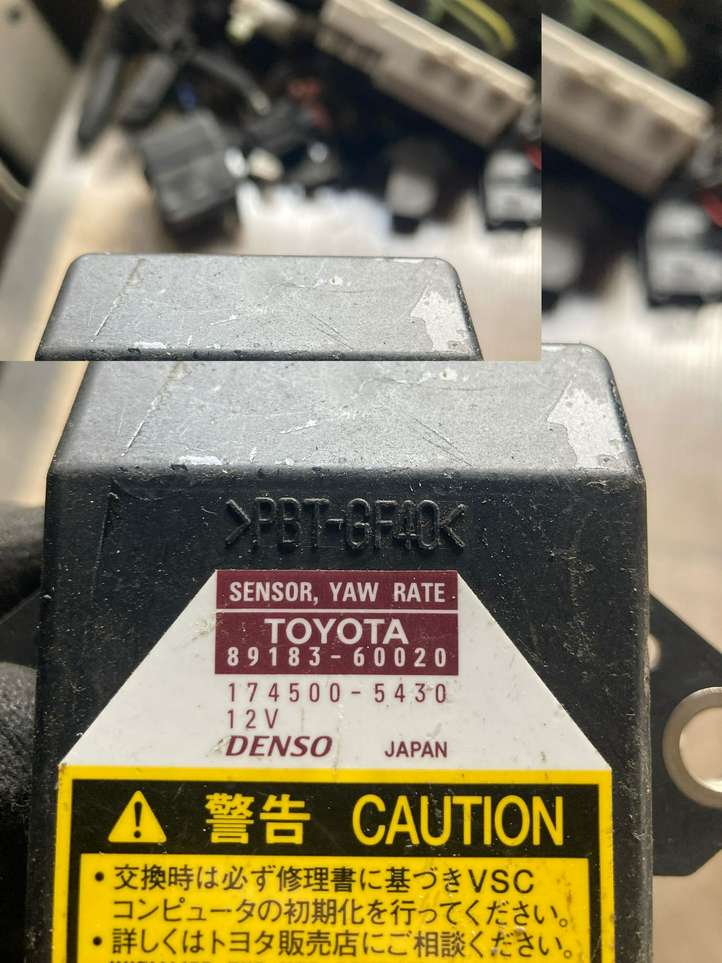 >PBT-GF40<
SENSOR, YAW RATE
TOYOTA
89183-60020
174500-5430
12V
DENSO JAPAN
警告 CAUTION
・交換時は必ず修理書に基づきVSC
コンピュータの初期化を行ってください。
・詳しくはトヨタ販売店にご相談ください。